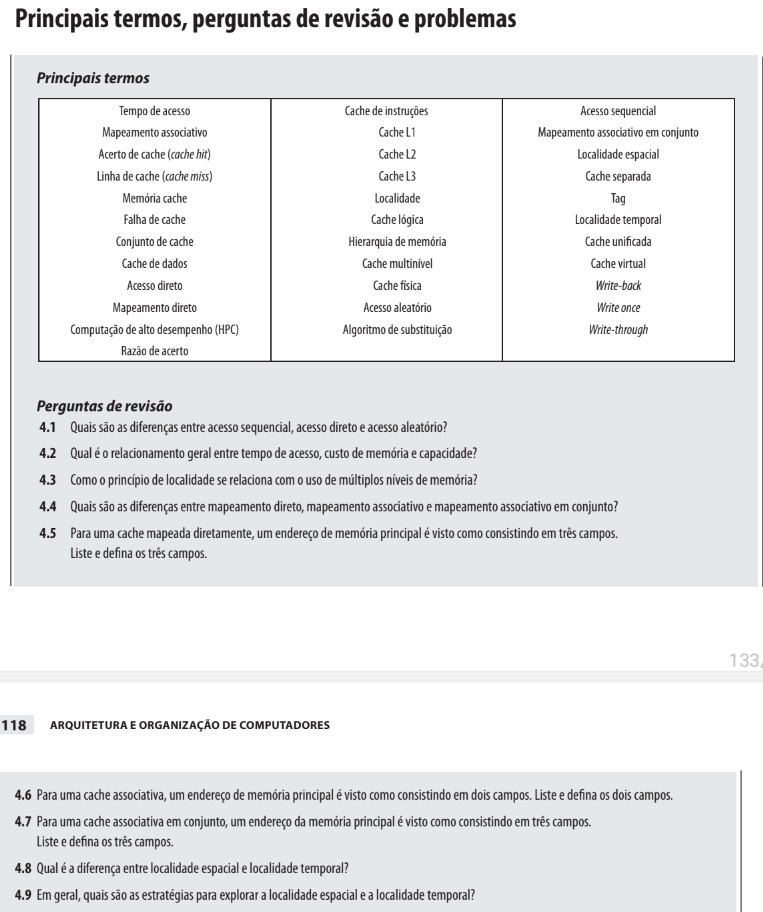 Principais termos, perguntas de revisão e problemas
Principais termos
Tempo de acesso
Mapeamento associativo
Acerto de cache (cache hit)
Linha de cache (cache miss)
Memória cache
Falha de cache
Conjunto de cache
Cache de dados
Acesso direto
Mapeamento direto
Computação de alto desempenho (HPC)
Razão de acerto
Cache de instruções
Cache L1
Cache L2
Cache L3
Localidade
Cache lógica
Hierarquia de memória
Cache multinível
Cache física
Acesso aleatório
Algoritmo de substituição
Acesso sequencial
Mapeamento associativo em conjunto
Localidade espacial
Cache separada
Tag
Localidade temporal
Cache unificada
Cache virtual
Write-back
Write once
Write-through
Perguntas de revisão
4.1 Quais são as diferenças entre acesso sequencial, acesso direto e acesso aleatório?
4.2 Qual é o relacionamento geral entre tempo de acesso, custo de memória e capacidade?
4.3 Como o princípio de localidade se relaciona com o uso de múltiplos níveis de memória?
4.4 Quais são as diferenças entre mapeamento direto, mapeamento associativo e mapeamento associativo em conjunto?
4.5 Para uma cache mapeada diretamente, um endereço de memória principal é visto como consistindo em três campos.
Liste e defina os três campos.
133/
118 ARQUITETURA E ORGANIZAÇÃO DE COMPUTADORES
4.6 Para uma cache associativa, um endereço de memória principal é visto como consistindo em dois campos. Liste e defina os dois campos.
4.7 Para uma cache associativa em conjunto, um endereço da memória principal é visto como consistindo em três campos.
Liste e defina os três campos.
4.8 Qual é a diferença entre localidade espacial e localidade temporal?
4.9 Em geral, quais são as estratégias para explorar a localidade espacial e a localidade temporal?